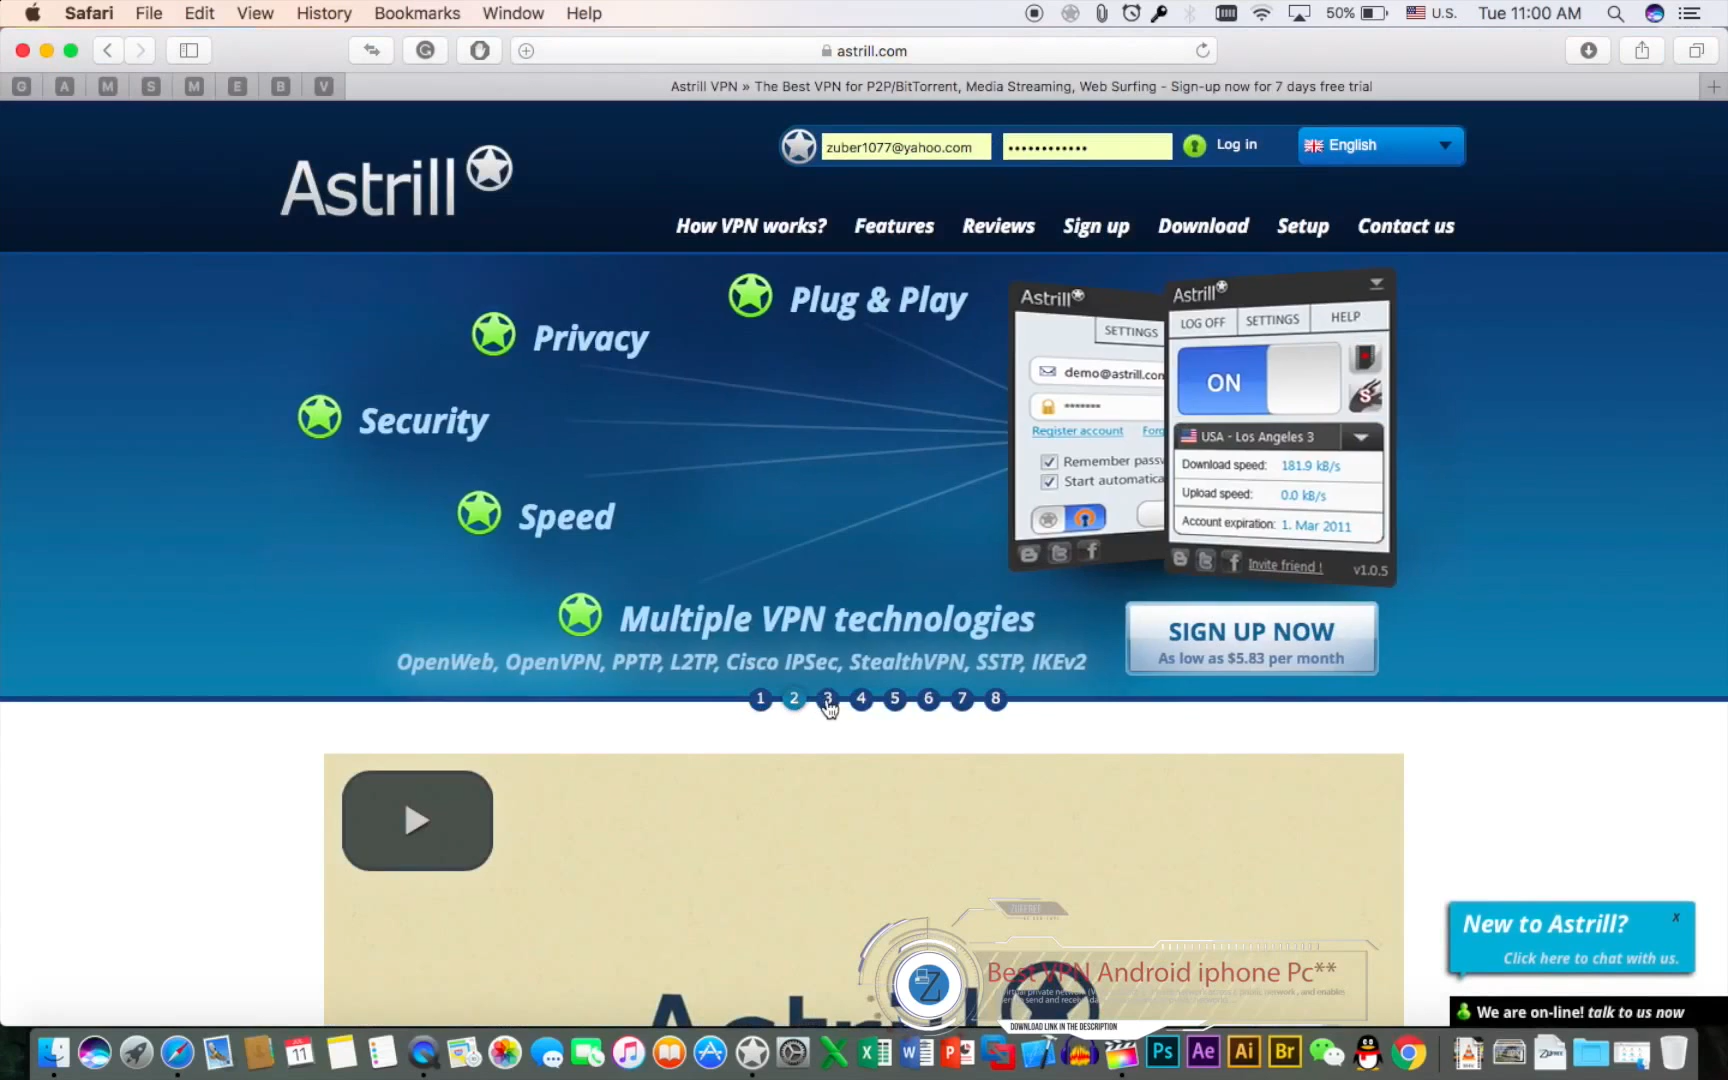 Safari File Edit View History Bookmarks Window Help
50% U.S. Tue 11:00 AM
astrill.com
G A M S M E B V
Astrill VPN » The Best VPN for P2P/BitTorrent, Media Streaming, Web Surfing - Sign-up now for 7 days free trial
Astrill
zuber1077@yahoo.com •••••••••••• Log in English
How VPN works? Features Reviews Sign up Download Setup Contact us
Plug & Play
Privacy
Security
Speed
Multiple VPN technologies
OpenWeb, OpenVPN, PPTP, L2TP, Cisco IPSec, StealthVPN, SSTP, IKEv2
Astrill
SETTINGS
demo@astrill.com
Register account
Remember
Start
Astrill
LOG OFF SETTINGS HELP
ON
USA - Los Angeles 3
Download speed: 181.9 kB/s
Upload speed: 0.0 kB/s
Account expiration: 1. Mar 2011
Invite friend ! v1.0.5
SIGN UP NOW
As low as $5.83 per month
1 2 3 4 5 6 7 8
New to Astrill? x
Click here to chat with us.
Best VPN Android iphone Pc**
DOWNLOAD LINK IN THE DESCRIPTION
We are on-line! talk to us now
11
Ps Ae Ai Br